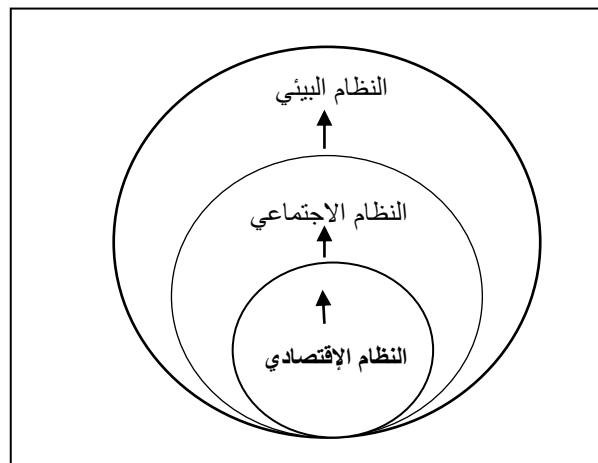 النظام البيئي
النظام الاجتماعي
النظام الإقتصادي